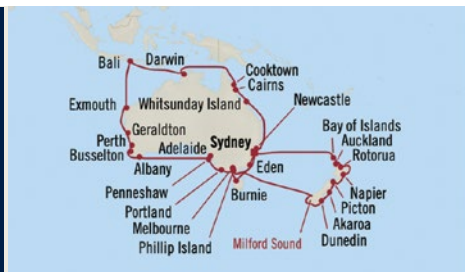 Bali
Darwin
Cooktown
Cairns
Exmouth
Whitsunday Island
Newcastle
Geraldton
Bay of Islands
Perth
Adelaide
Sydney
Auckland
Busselton
Rotorua
Albany
Eden
Penneshaw
Burnie
Napier
Portland
Picton
Melbourne
Akaroa
Phillip Island
Milford Sound
Dunedin